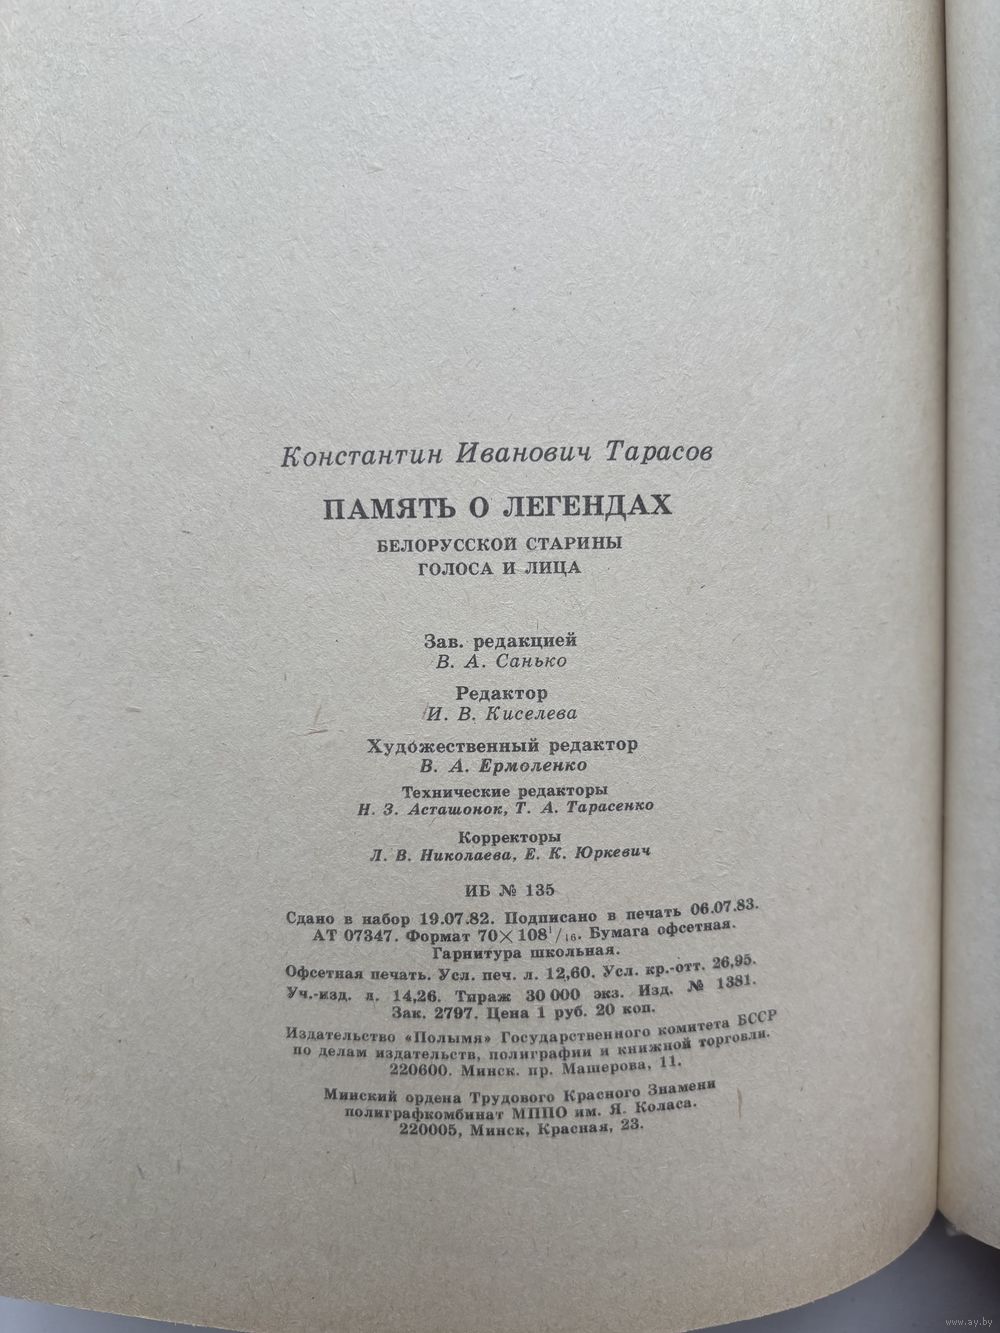 Константин Иванович Тарасов
ПАМЯТЬ О ЛЕГЕНДАХ
БЕЛОРУССКОЙ СТАРИНЫ
ГОЛОСА И ЛИЦА
Зав. редакцией
В. А. Санько
Редактор
И. В. Киселева
Художественный редактор
В. А. Ермоленко
Технические редакторы
Н. З. Асташонок, Т. А. Тарасенко
Корректоры
Л. В. Николаева, Е. К. Юркевич
ИБ № 135
Сдано в набор 19.07.82. Подписано в печать 06.07.83.
АТ 07347. Формат 70×108¹/₁₆. Бумага офсетная.
Гарнитура школьная.
Офсетная печать. Усл. печ. л. 12,60. Усл. кр.-отт. 26,95.
Уч.-изд. л. 14,26. Тираж 30 000 экз. Изд. № 1381.
Зак. 2797. Цена 1 руб. 20 коп.
Издательство «Полымя» Государственного комитета БССР
по делам издательств, полиграфии и книжной торговли.
220600. Минск. пр. Машерова, 11.
Минский ордена Трудового Красного Знамени
полиграфкомбинат МППО им. Я. Коласа.
220005, Минск, Красная, 23.
www.ay.by